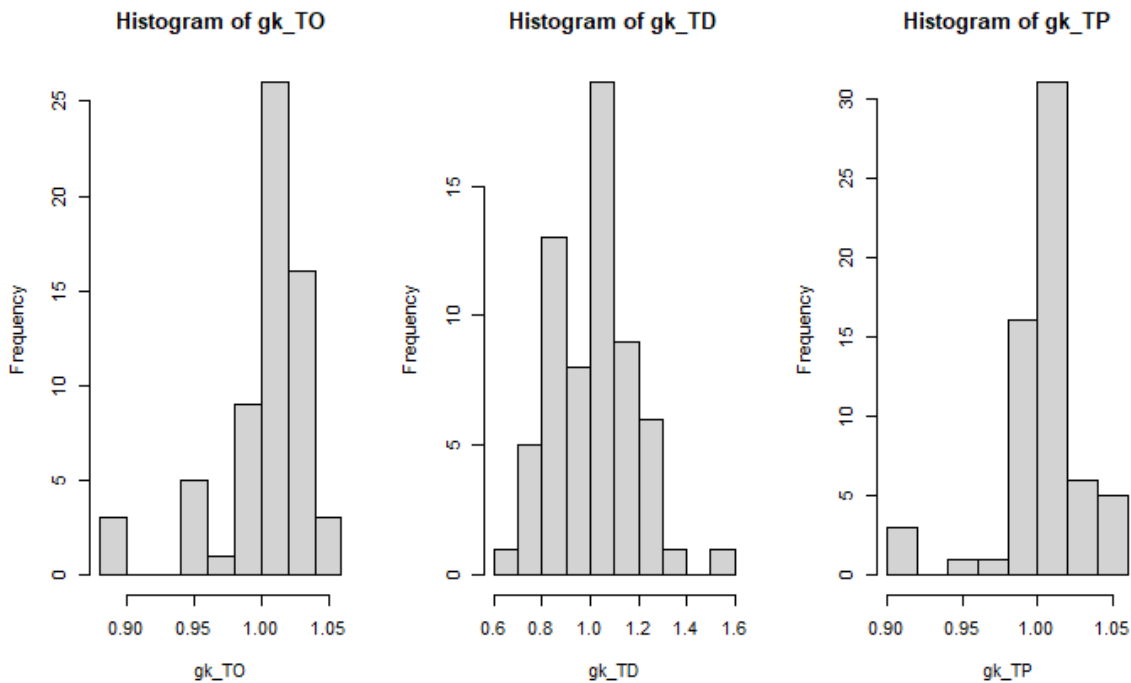 Histogram of gk_TO
Frequency
0
5
10
15
20
25
0.90 0.95 1.00 1.05
gk_TO
Histogram of gk_TD
Frequency
0
5
10
15
0.6 0.8 1.0 1.2 1.4 1.6
gk_TD
Histogram of gk_TP
Frequency
0
5
10
15
20
25
30
0.90 0.95 1.00 1.05
gk_TP